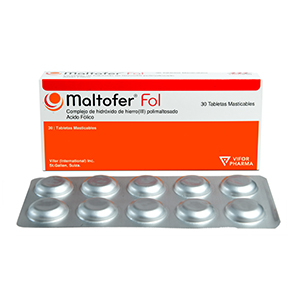 Maltofer® Fol
Complejo de hidróxido de hierro(III) polimaltosado
Acido Fólico
30 Tabletas Masticables
30 | Tabletas Masticables
Vifor (International) Inc.
St. Gallen, Suiza.
VIFOR
PHARMA